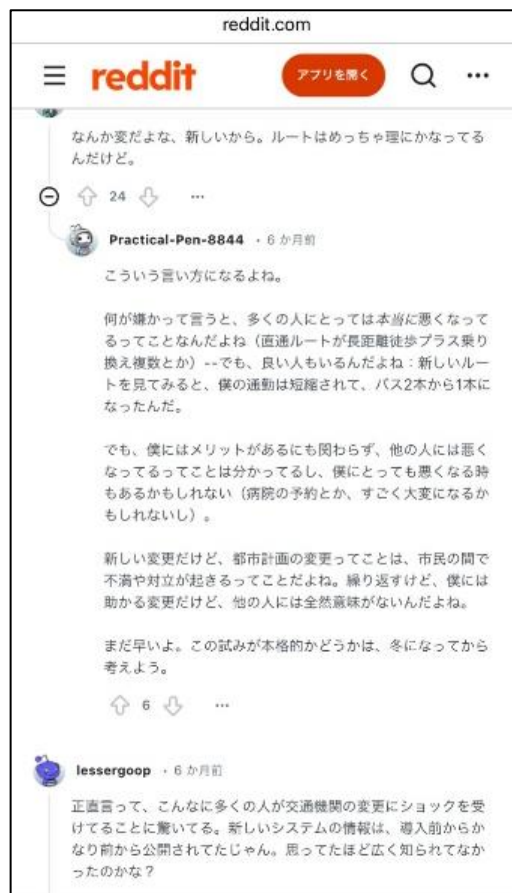 reddit.com
reddit
アプリを開く
なんか変だよな、新しいから。ルートはめっちゃ理にかなってる
んだけど。
24
Practical-Pen-8844 ・6 か月前
こういう言い方になるよね。
何が嫌かって言うと、多くの人にとっては本当に悪くなって
るってことなんだよね（直通ルートが長距離徒歩プラス乗り
換え複数とか）--でも、良い人もいるんだよね：新しいルー
トを見てみると、僕の通勤は短縮されて、バス2本から1本に
なったんだ。
でも、僕にはメリットがあるにも関わらず、他の人には悪く
なってるってことは分かってるし、僕にとっても悪くなる時
もあるかもしれない（病院の予約とか、すごく大変になるか
もしれないし）。
新しい変更だけど、都市計画の変更ってことは、市民の間で
不満や対立が起きるってことだよね。繰り返すけど、僕には
助かる変更だけど、他の人には全然意味がないんだよね。
まだ早いよ。この試みが本格的かどうかは、冬になってから
考えよう。
6
lessergoop ・6 か月前
正直言って、こんなに多くの人が交通機関の変更にショックを受
けてることに驚いてる。新しいシステムの情報は、導入前からか
なり前から公開されてたじゃん。思ってたほど広く知られてなか
ったのかな？